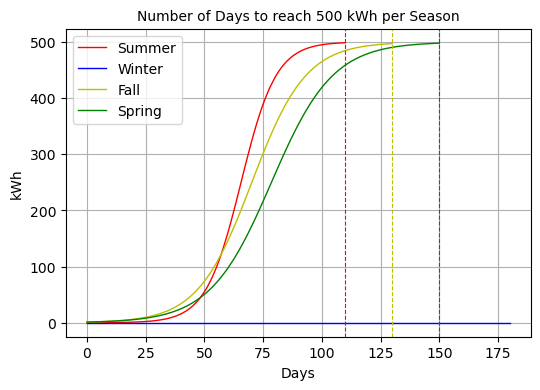 Number of Days to reach 500 kWh per Season
500
400
300
200
100
0
kWh
Summer
Winter
Fall
Spring
0 25 50 75 100 125 150 175
Days